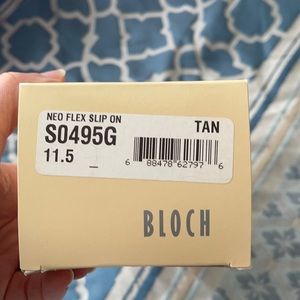 NEO FLEX SLIP ON
S0495G TAN
11.5 _
6 88478 62797 6
BLOCH